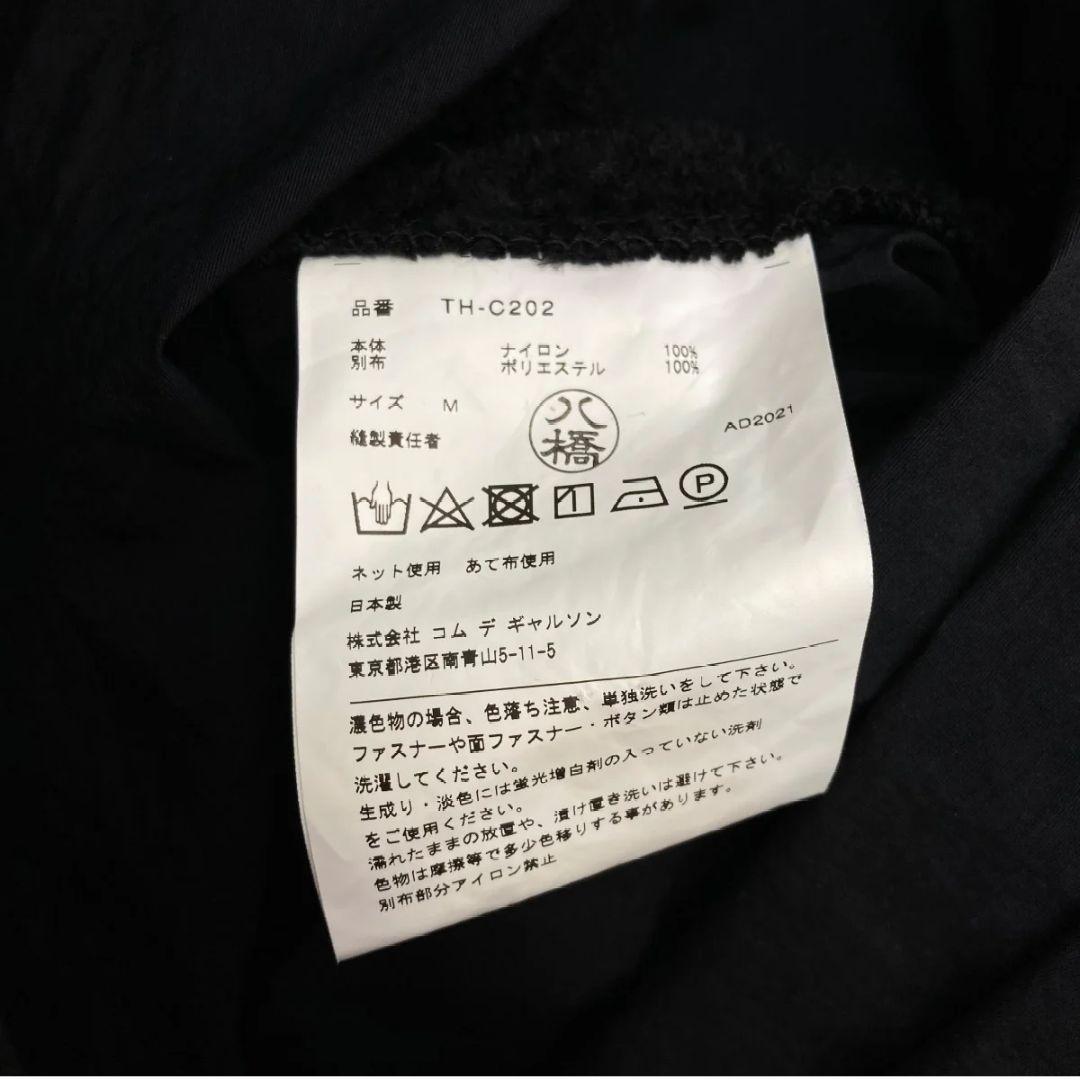 品番 TH-C202
本体 ナイロン 100%
別布 ポリエステル 100%
サイズ M
縫製責任者 八橋 AD2021
1 P
ネット使用 あて布使用
日本製
株式会社 コム デ ギャルソン
東京都港区南青山5-11-5
濃色物の場合、色落ち注意、単独洗いをして下さい。
ファスナーや面ファスナー・ボタン類は止めた状態で
洗濯してください。
生成り・淡色には蛍光増白剤の入っていない洗剤
をご使用ください。
濡れたままの放置や、漬け置き洗いは避けて下さい。
色物は摩擦等で多少色移りする事があります。
別布部分アイロン禁止